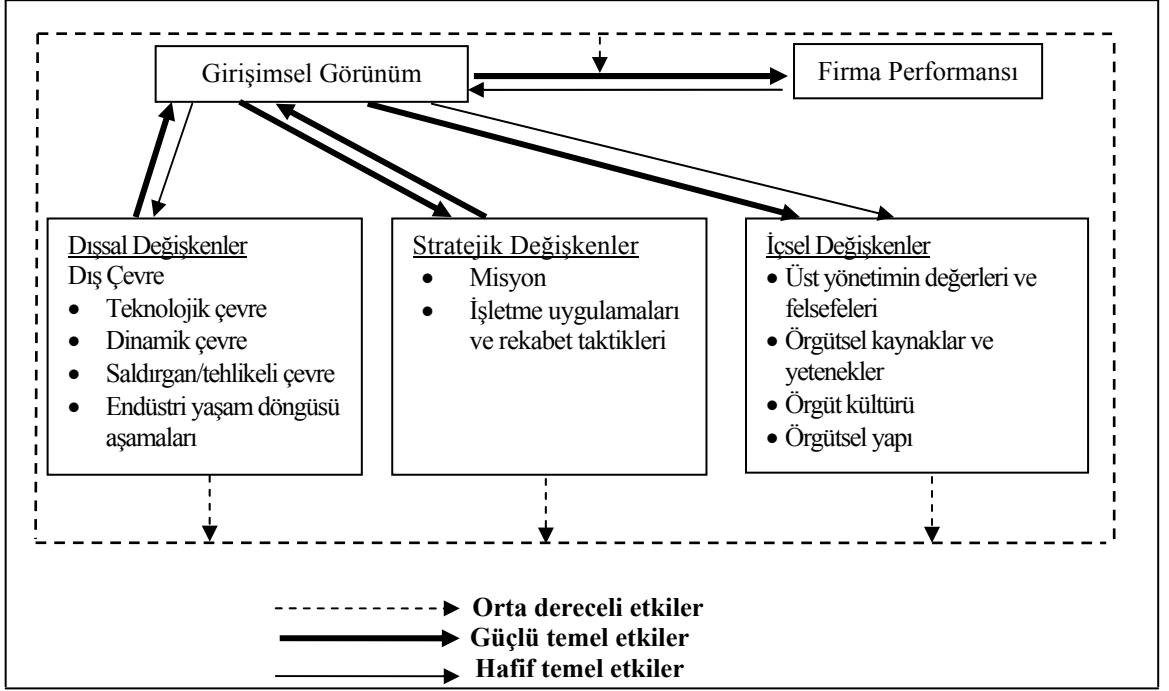 Girişimsel Görünüm
Firma Performansı
Dışsal Değişkenler
Dış Çevre
• Teknolojik çevre
• Dinamik çevre
• Saldırgan/tehlikeli çevre
• Endüstri yaşam döngüsü
aşamaları
Stratejik Değişkenler
• Misyon
• İşletme uygulamaları
ve rekabet taktikleri
İçsel Değişkenler
• Üst yönetimin değerleri ve
felsefeleri
• Örgütsel kaynaklar ve
yetenekler
• Örgüt kültürü
• Örgütsel yapı
Orta dereceli etkiler
Güçlü temel etkiler
Hafif temel etkiler